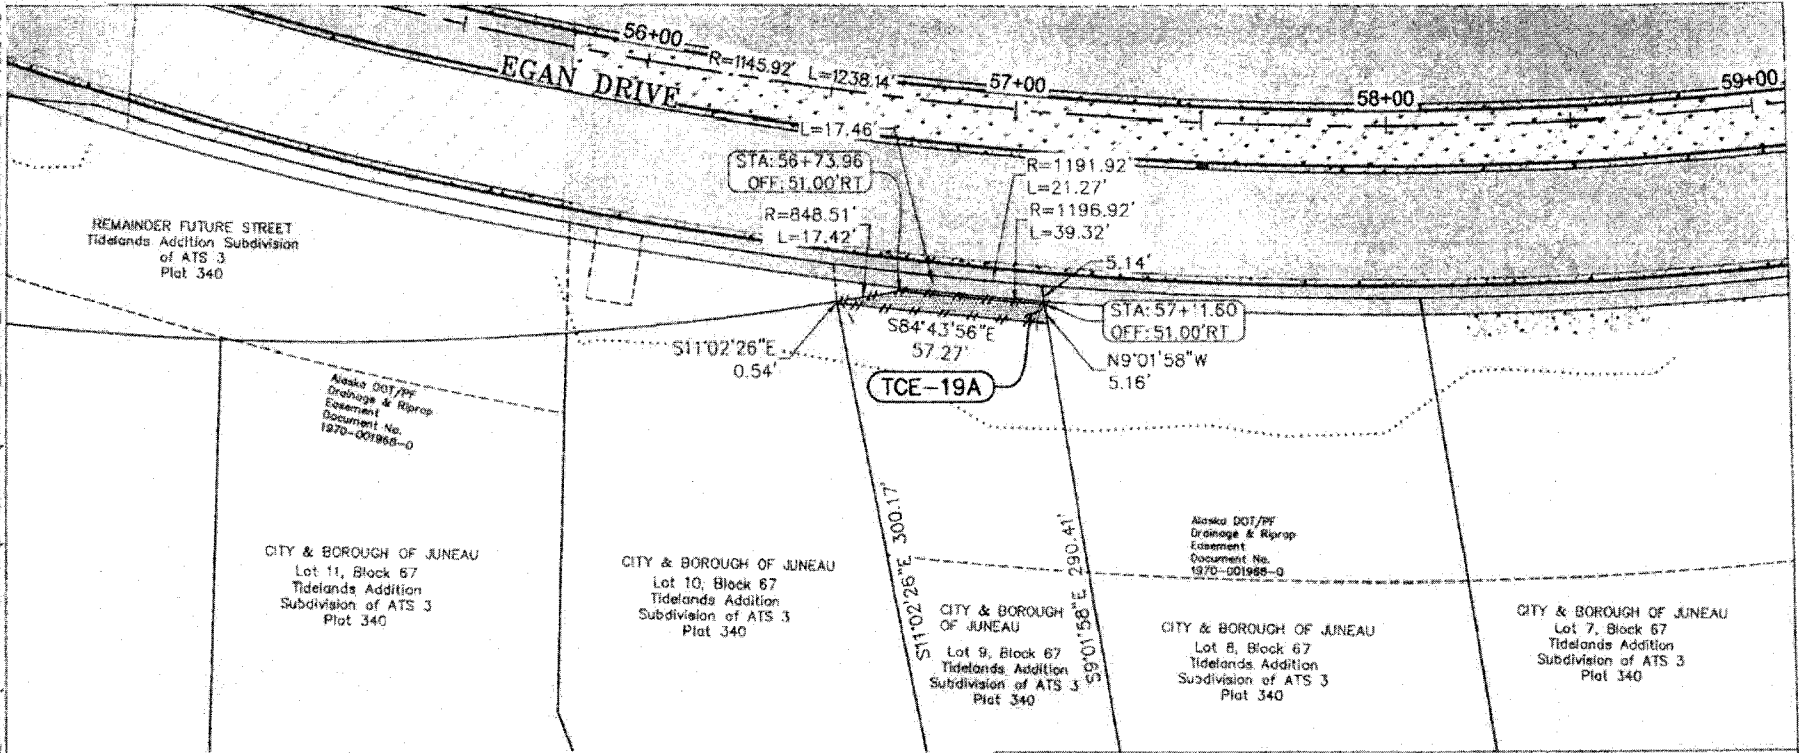 56+00
R=1145.92' L=1238.14'
57+00
58+00
59+00
EGAN DRIVE
L=17.46'
STA: 56+73.96
OFF: 51.00'RT
R=1191.92'
L=21.27'
R=848.51'
L=17.42'
R=1196.92'
L=39.32'
5.14'
STA: 57+11.60
OFF: 51.00'RT
S84°43'56"E
57.27'
S11°02'26"E
0.54'
N9°01'58"W
5.16'
TCE-19A
REMAINDER FUTURE STREET
Tidelands Addition Subdivision
of ATS 3
Plat 340
Alaska DOT/PF
Drainage & Riprap
Easement
Document No.
1970-001968-0
CITY & BOROUGH OF JUNEAU
Lot 11, Block 67
Tidelands Addition
Subdivision of ATS 3
Plat 340
CITY & BOROUGH OF JUNEAU
Lot 10, Block 67
Tidelands Addition
Subdivision of ATS 3
Plat 340
S11°02'26"E 300.17'
CITY & BOROUGH
OF JUNEAU
Lot 9, Block 67
Tidelands Addition
Subdivision of ATS 3
Plat 340
S9°01'58"E 290.41'
Alaska DOT/PF
Drainage & Riprap
Easement
Document No.
1970-001968-0
CITY & BOROUGH OF JUNEAU
Lot 8, Block 67
Tidelands Addition
Subdivision of ATS 3
Plat 340
CITY & BOROUGH OF JUNEAU
Lot 7, Block 67
Tidelands Addition
Subdivision of ATS 3
Plat 340